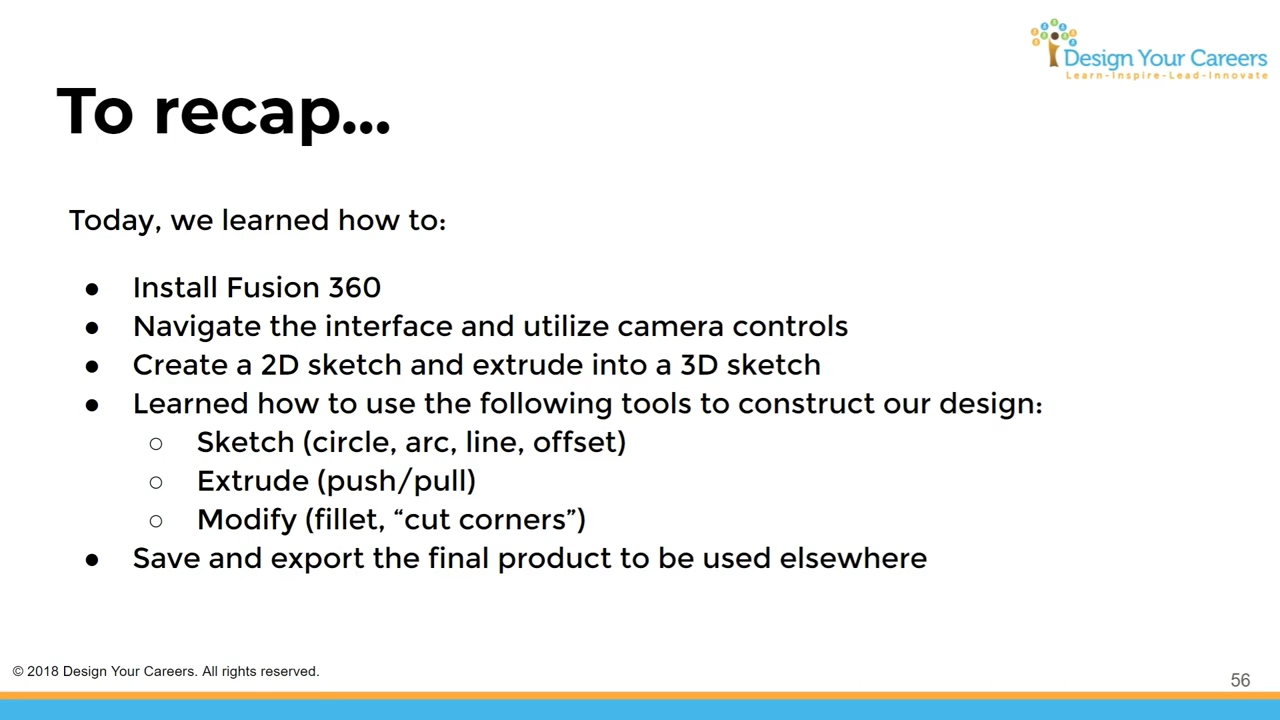 Design Your Careers
Learn-Inspire-Lead-Innovate
To recap...
Today, we learned how to:
● Install Fusion 360
● Navigate the interface and utilize camera controls
● Create a 2D sketch and extrude into a 3D sketch
● Learned how to use the following tools to construct our design:
○ Sketch (circle, arc, line, offset)
○ Extrude (push/pull)
○ Modify (fillet, “cut corners”)
● Save and export the final product to be used elsewhere
© 2018 Design Your Careers. All rights reserved.
56